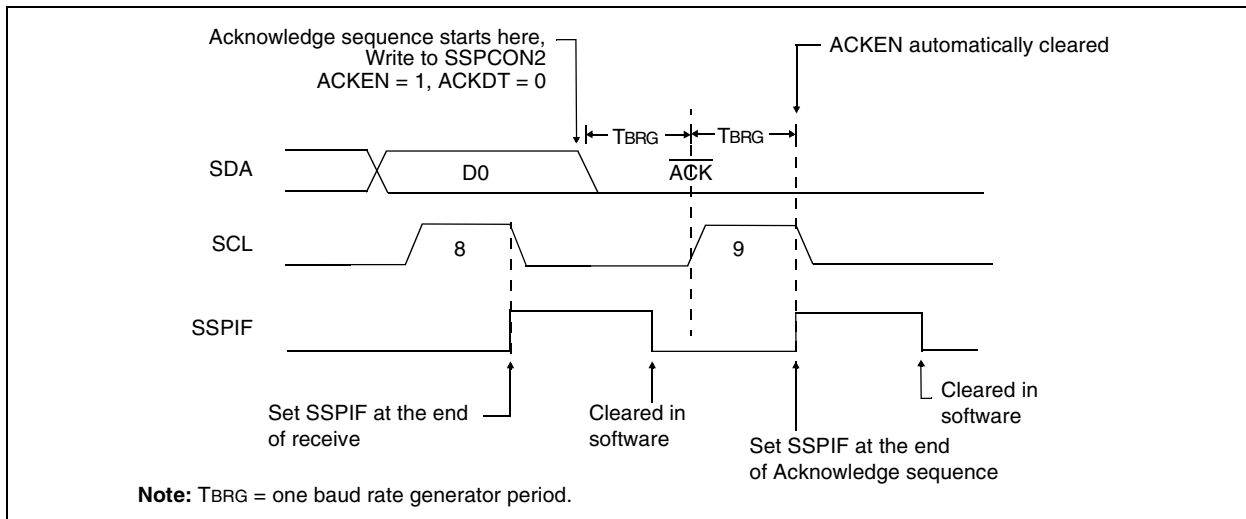 Acknowledge sequence starts here,
Write to SSPCON2
ACKEN = 1, ACKDT = 0
ACKEN automatically cleared
TBRG
TBRG
SDA
D0
ACK
SCL
8
9
SSPIF
Set SSPIF at the end
of receive
Cleared in
software
Set SSPIF at the end
of Acknowledge sequence
Cleared in
software
Note: TBRG = one baud rate generator period.